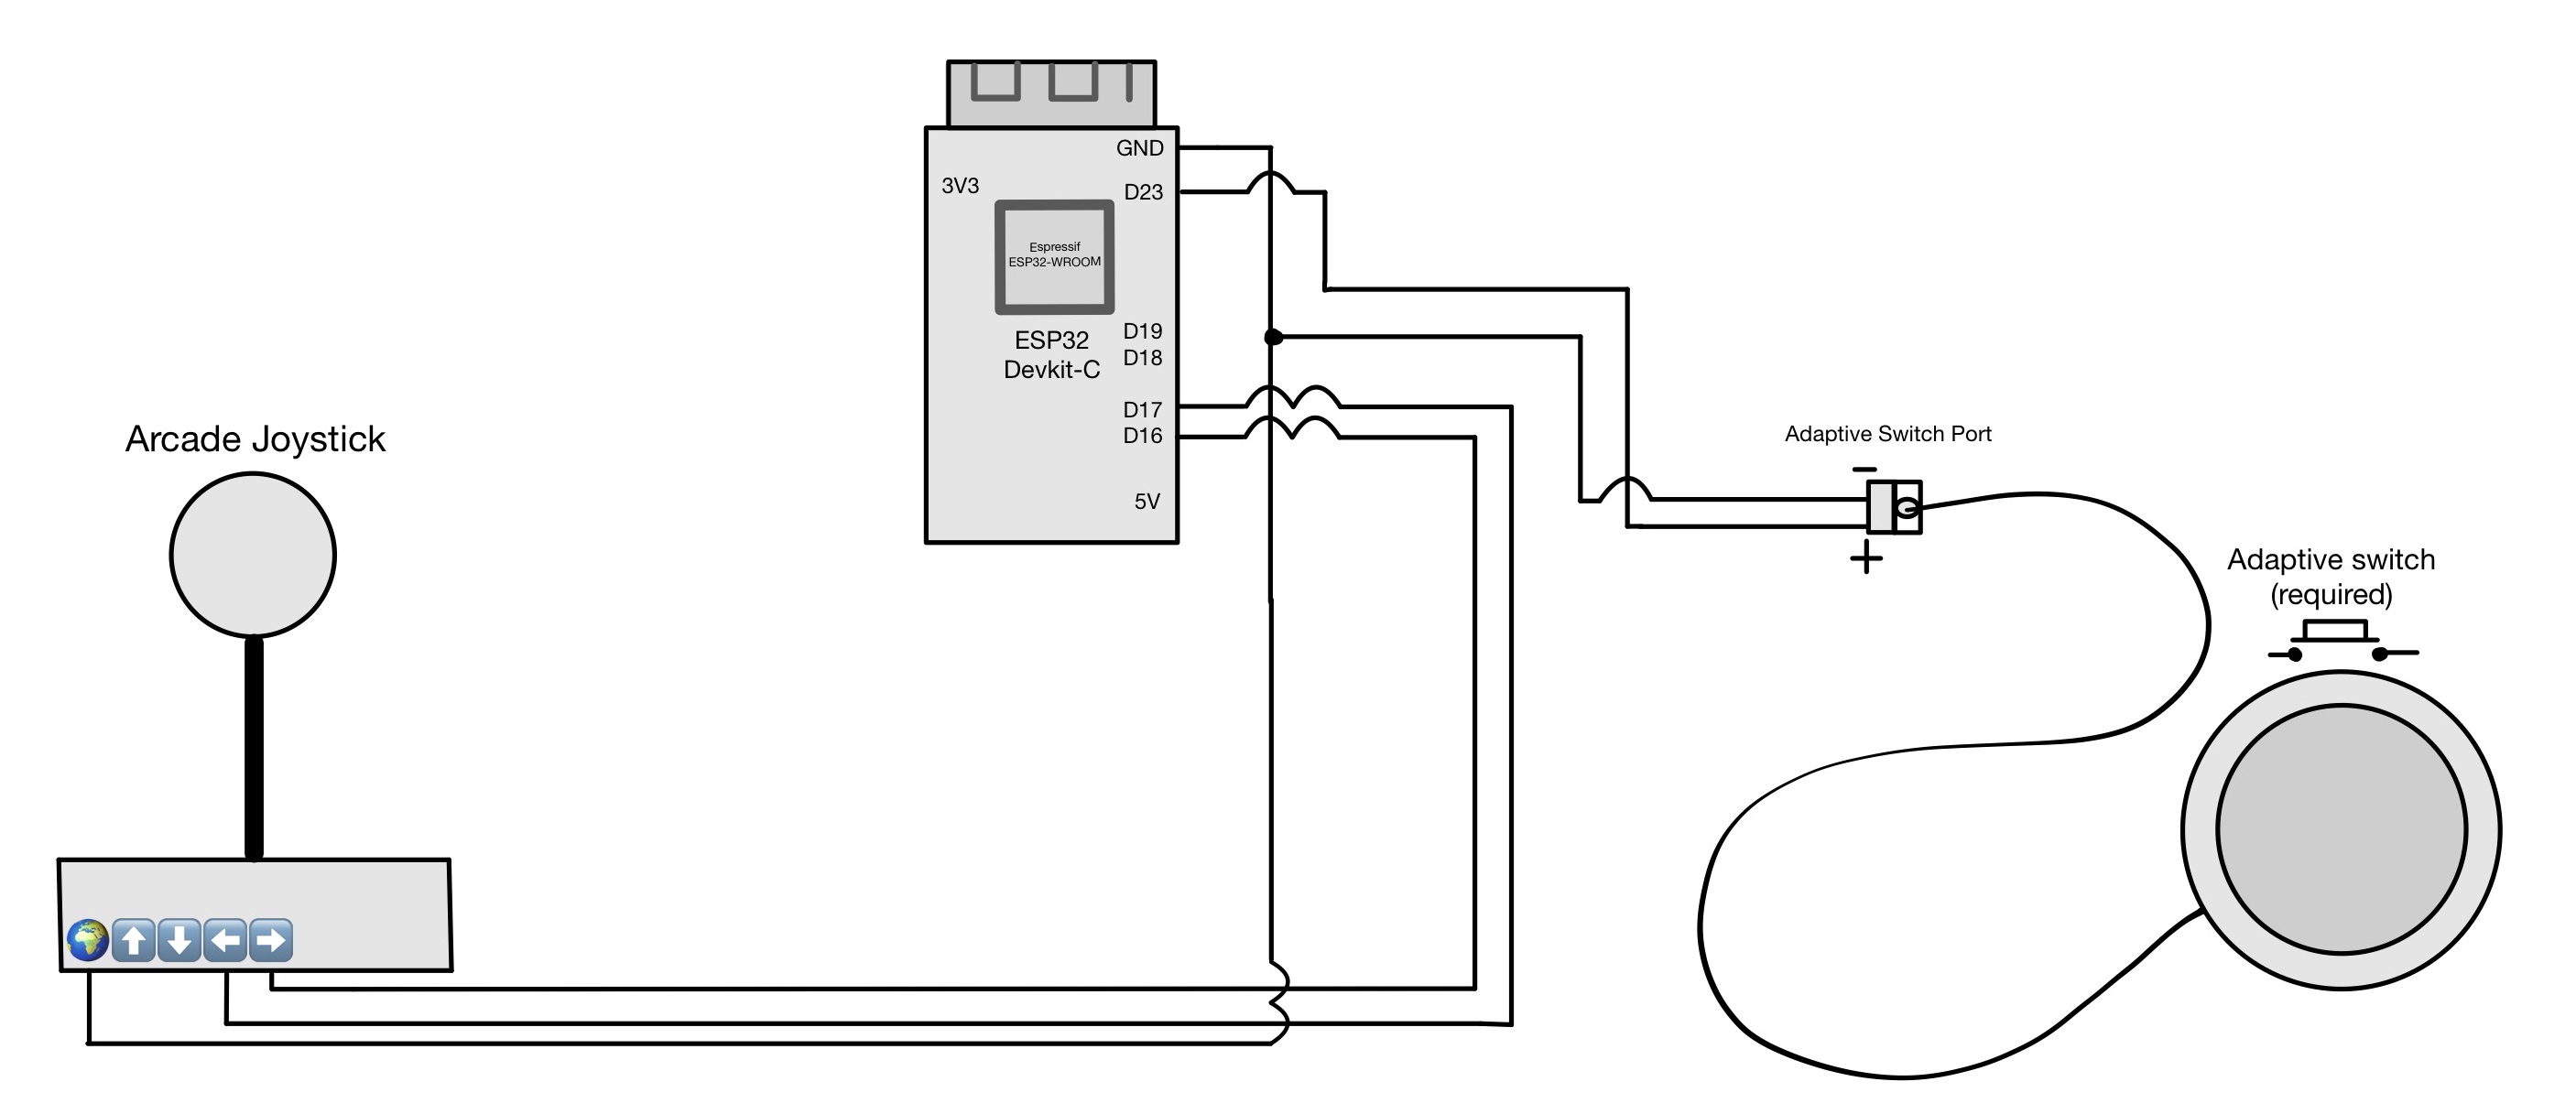 GND
3V3
D23
Espressif
ESP32-WROOM
ESP32
Devkit-C
D19
D18
D17
D16
5V
Arcade Joystick
Adaptive Switch Port
−
+
Adaptive switch
(required)